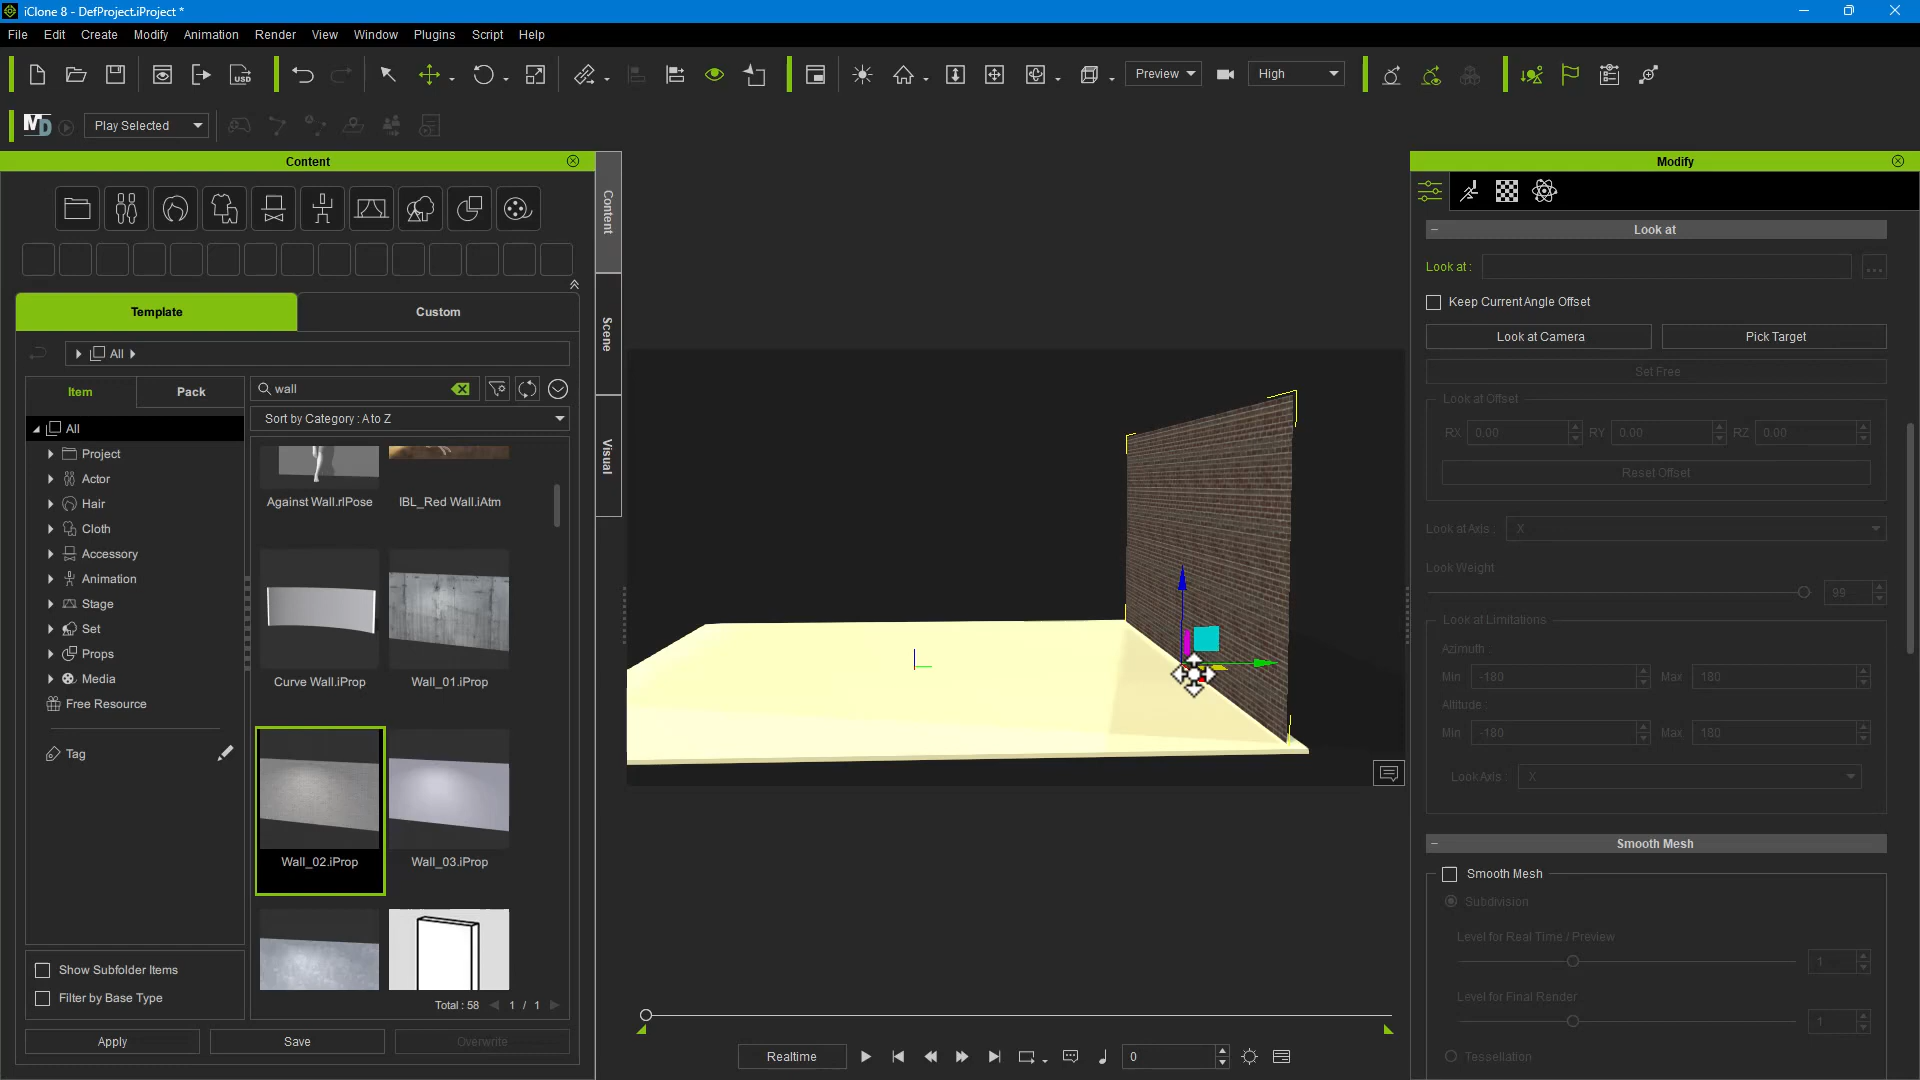 iClone 8 - DefProject.iProject *
File Edit Create Modify Animation Render View Window Plugins Script Help
USD
Preview
High
MD
Play Selected
Content
Content
Scene
Visual
Template
Custom
All
Item
Pack
wall
Sort by Category : A to Z
All
Project
Actor
Hair
Cloth
Accessory
Animation
Stage
Set
Props
Media
Free Resource
Tag
Show Subfolder Items
Filter by Base Type
Against Wall.rlPose
IBL_Red Wall.iAtm
Curve Wall.iProp
Wall_01.iProp
Wall_02.iProp
Wall_03.iProp
Total : 58 1 / 1
Apply
Save
Overwrite
Realtime
0
Modify
Look at
Look at :
...
Keep Current Angle Offset
Look at Camera
Pick Target
Set Free
Look at Offset
RX 0.00 RY 0.00 RZ 0.00
Reset Offset
Look at Axis : X
Look Weight
99
Look at Limitations
Azimuth :
Min -180 Max 180
Altitude :
Min -180 Max 180
Look Axis : X
Smooth Mesh
Smooth Mesh
Subdivision
Level for Real Time / Preview
1
Level for Final Render
1
Tessellation